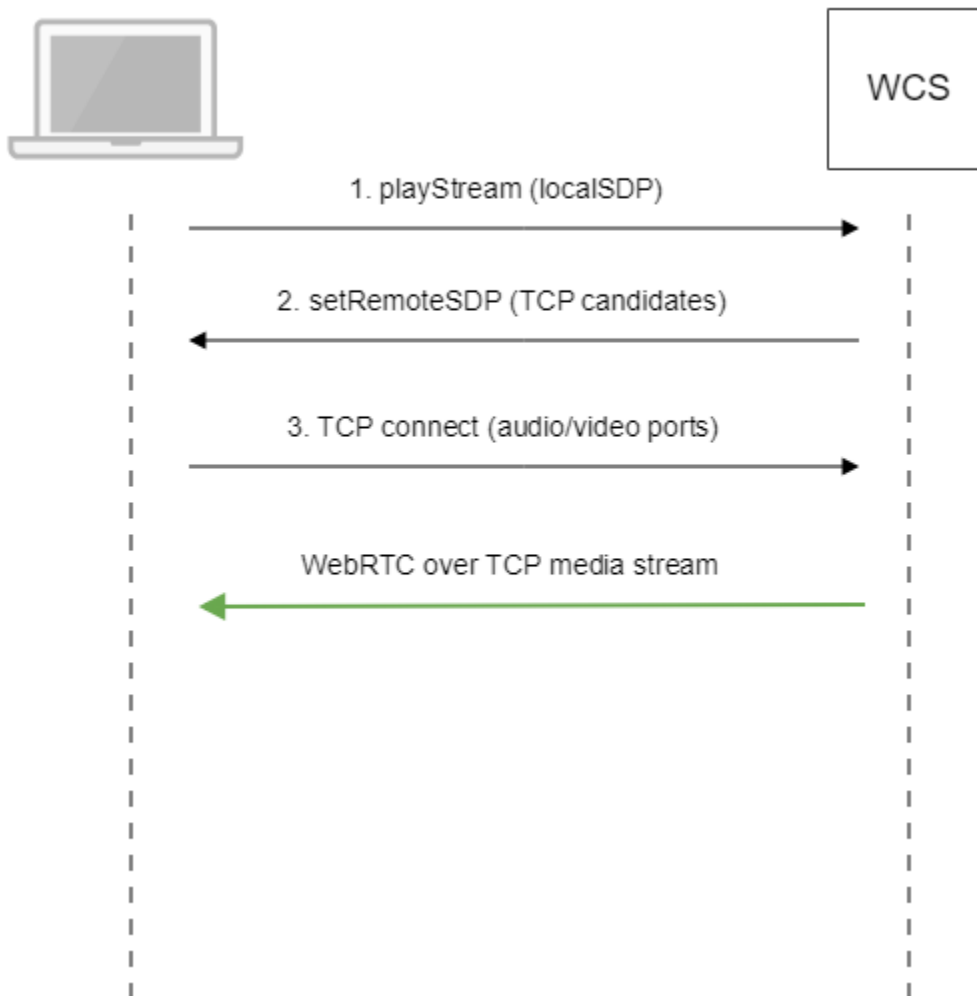 WCS
1. playStream (localSDP)
2. setRemoteSDP (TCP candidates)
3. TCP connect (audio/video ports)
WebRTC over TCP media stream